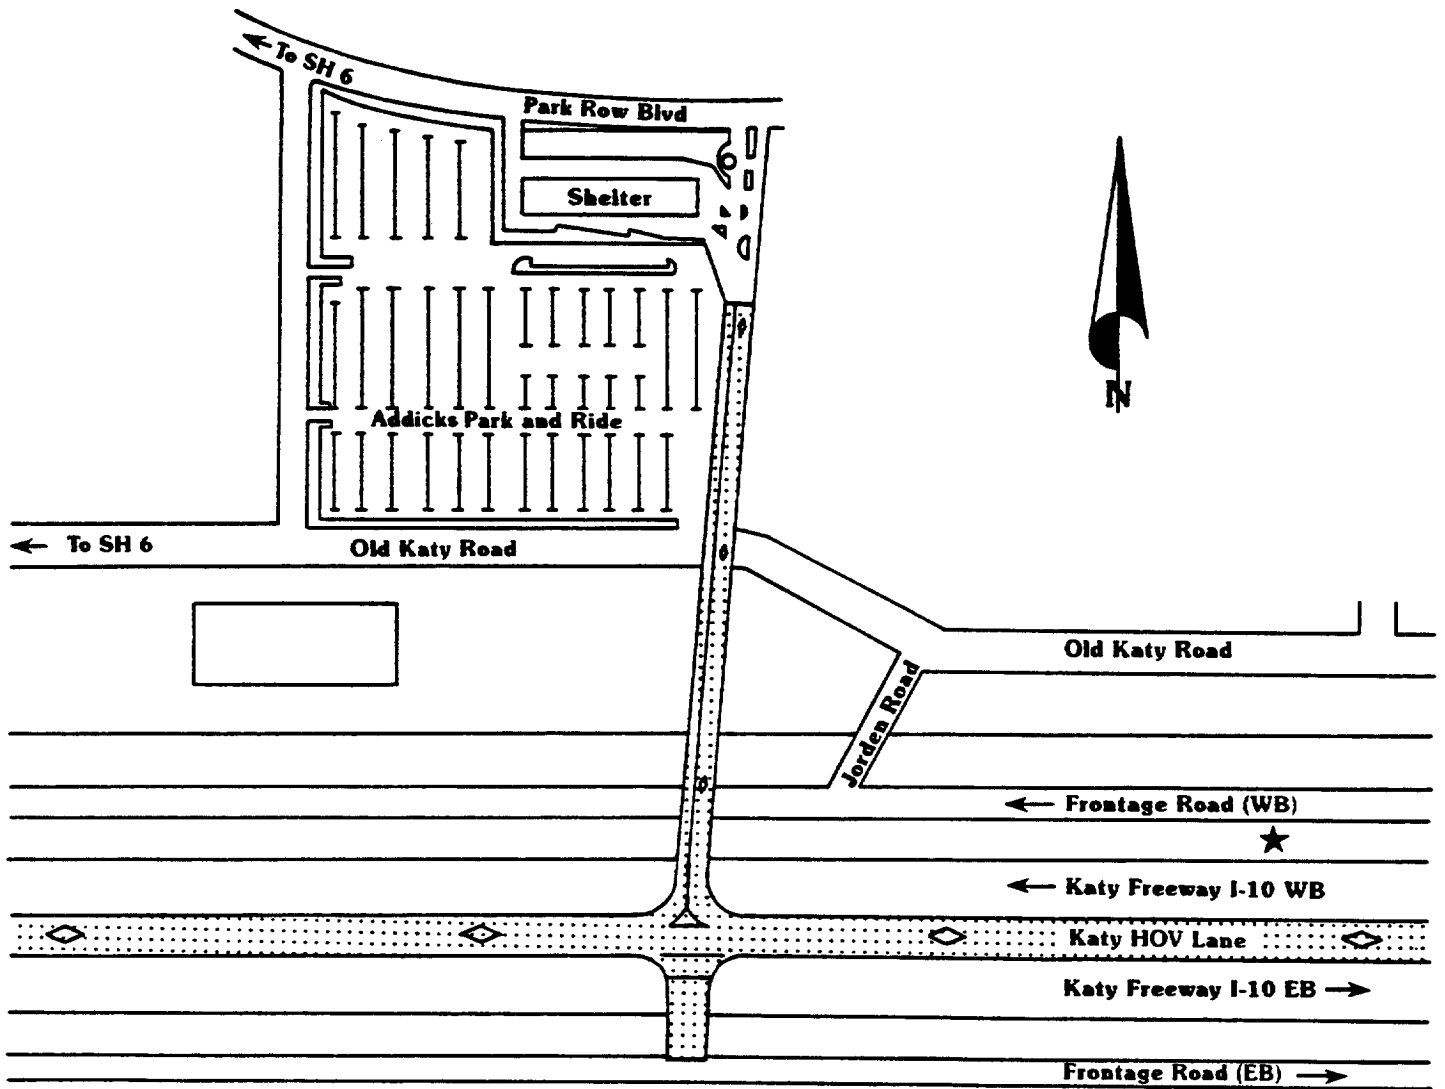 To SH 6
Park Row Blvd
Shelter
N
Addicks Park and Ride
To SH 6
Old Katy Road
Old Katy Road
Jorden Road
Frontage Road (WB)
Katy Freeway I-10 WB
Katy HOV Lane
Katy Freeway I-10 EB
Frontage Road (EB)